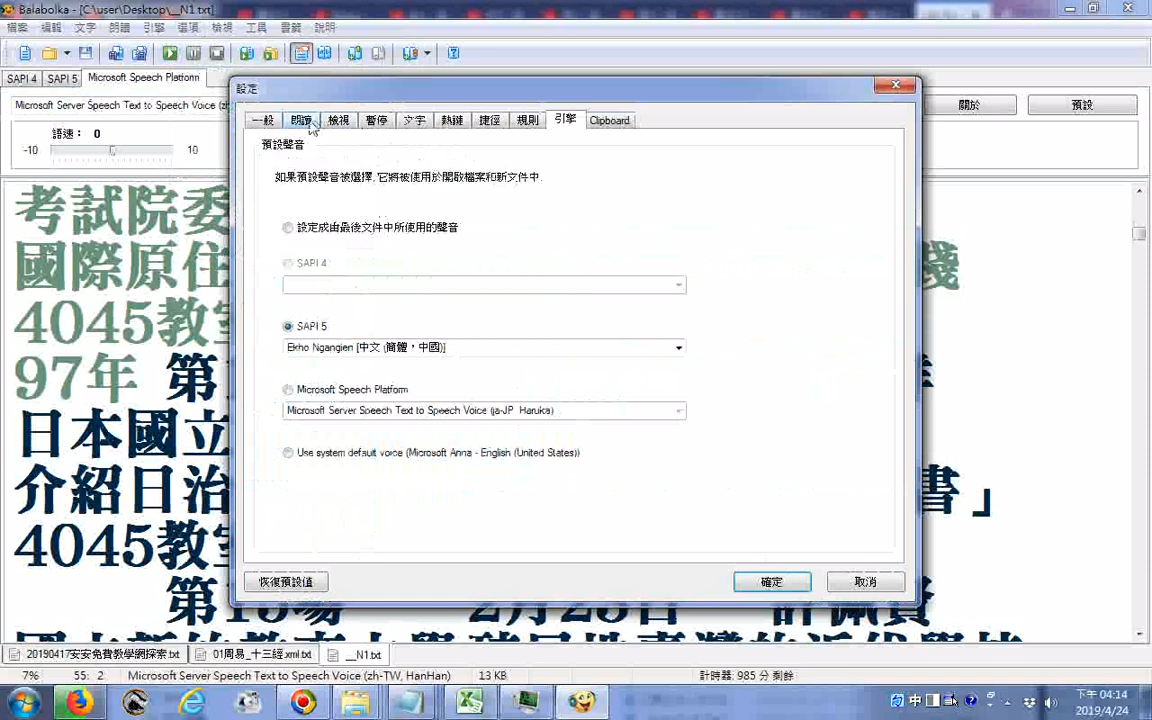 Balabolka - [C:\user\Desktop\__N1.txt]
檔案 編輯 文字 朗讀 引擎 選項 檢視 工具 書籤 說明
SAPI 4 SAPI 5 Microsoft Speech Platform
Microsoft Server Speech Text to Speech Voice (zh
關於 預設
語速： 0
-10 10
設定
一般 朗讀 檢視 暫停 文字 熱鍵 捷徑 規則 引擎 Clipboard
預設聲音
如果預設聲音被選擇, 它將被使用於開啟檔案和新文件中.
設定成由最後文件中所使用的聲音
SAPI 4
SAPI 5
Ekho Ngangien [中文 (簡體，中國)]
Microsoft Speech Platform
Microsoft Server Speech Text to Speech Voice (ja-JP, Haruka)
Use system default voice (Microsoft Anna - English (United States))
恢復預設值 確定 取消
考試院委
國際原住
4045教室
97年 第
日本國立
介紹日治 書」
4045教室
第15場 2月25日 許佩賢
20190417安安免費教學網探索.txt 01周易_十三經.xml.txt __N1.txt
7% 55: 2 Microsoft Server Speech Text to Speech Voice (zh-TW, HanHan) 13 KB 計時器: 985 分 剩餘
中
下午 04:14
2019/4/24